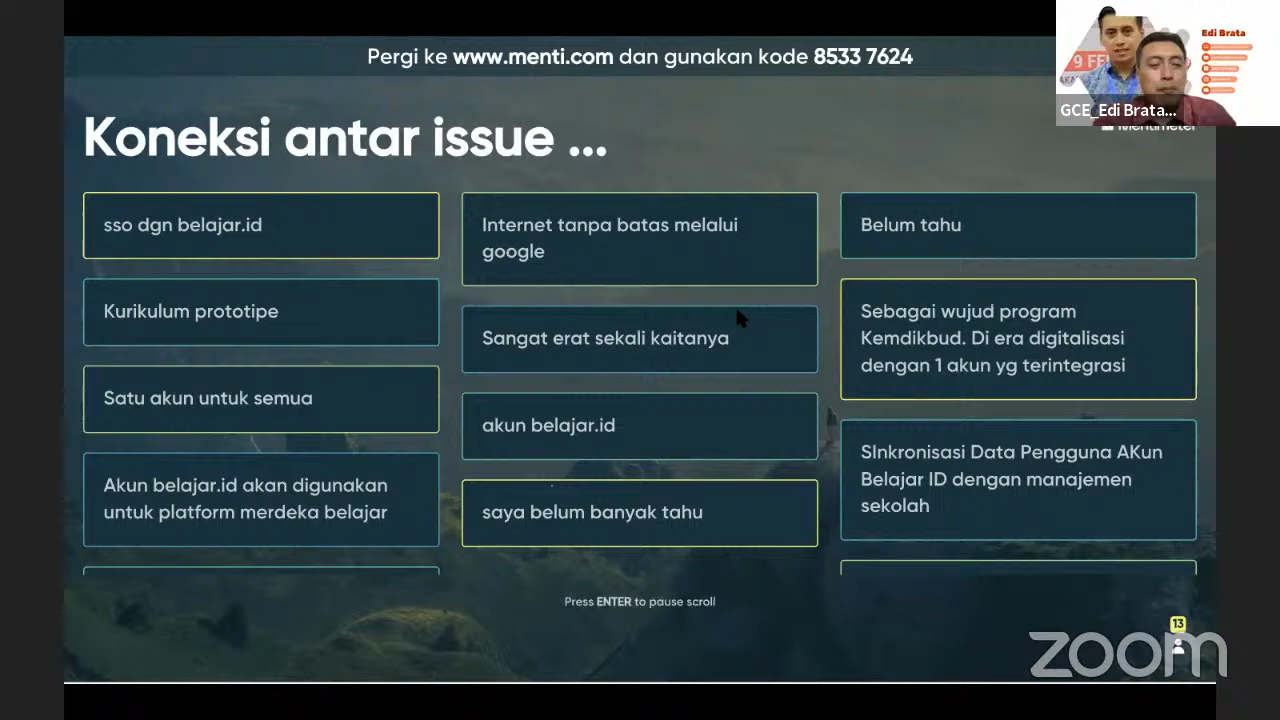 Pergi ke www.menti.com dan gunakan kode 8533 7624
Edi Brata
9 FE
GCE_Edi Brata...
Mentimeter
Koneksi antar issue ...
sso dgn belajar.id
Kurikulum prototipe
Satu akun untuk semua
Akun belajar.id akan digunakan
untuk platform merdeka belajar
Internet tanpa batas melalui
google
Sangat erat sekali kaitanya
akun belajar.id
saya belum banyak tahu
Belum tahu
Sebagai wujud program
Kemdikbud. Di era digitalisasi
dengan 1 akun yg terintegrasi
SInkronisasi Data Pengguna AKun
Belajar ID dengan manajemen
sekolah
Press ENTER to pause scroll
13
zoom